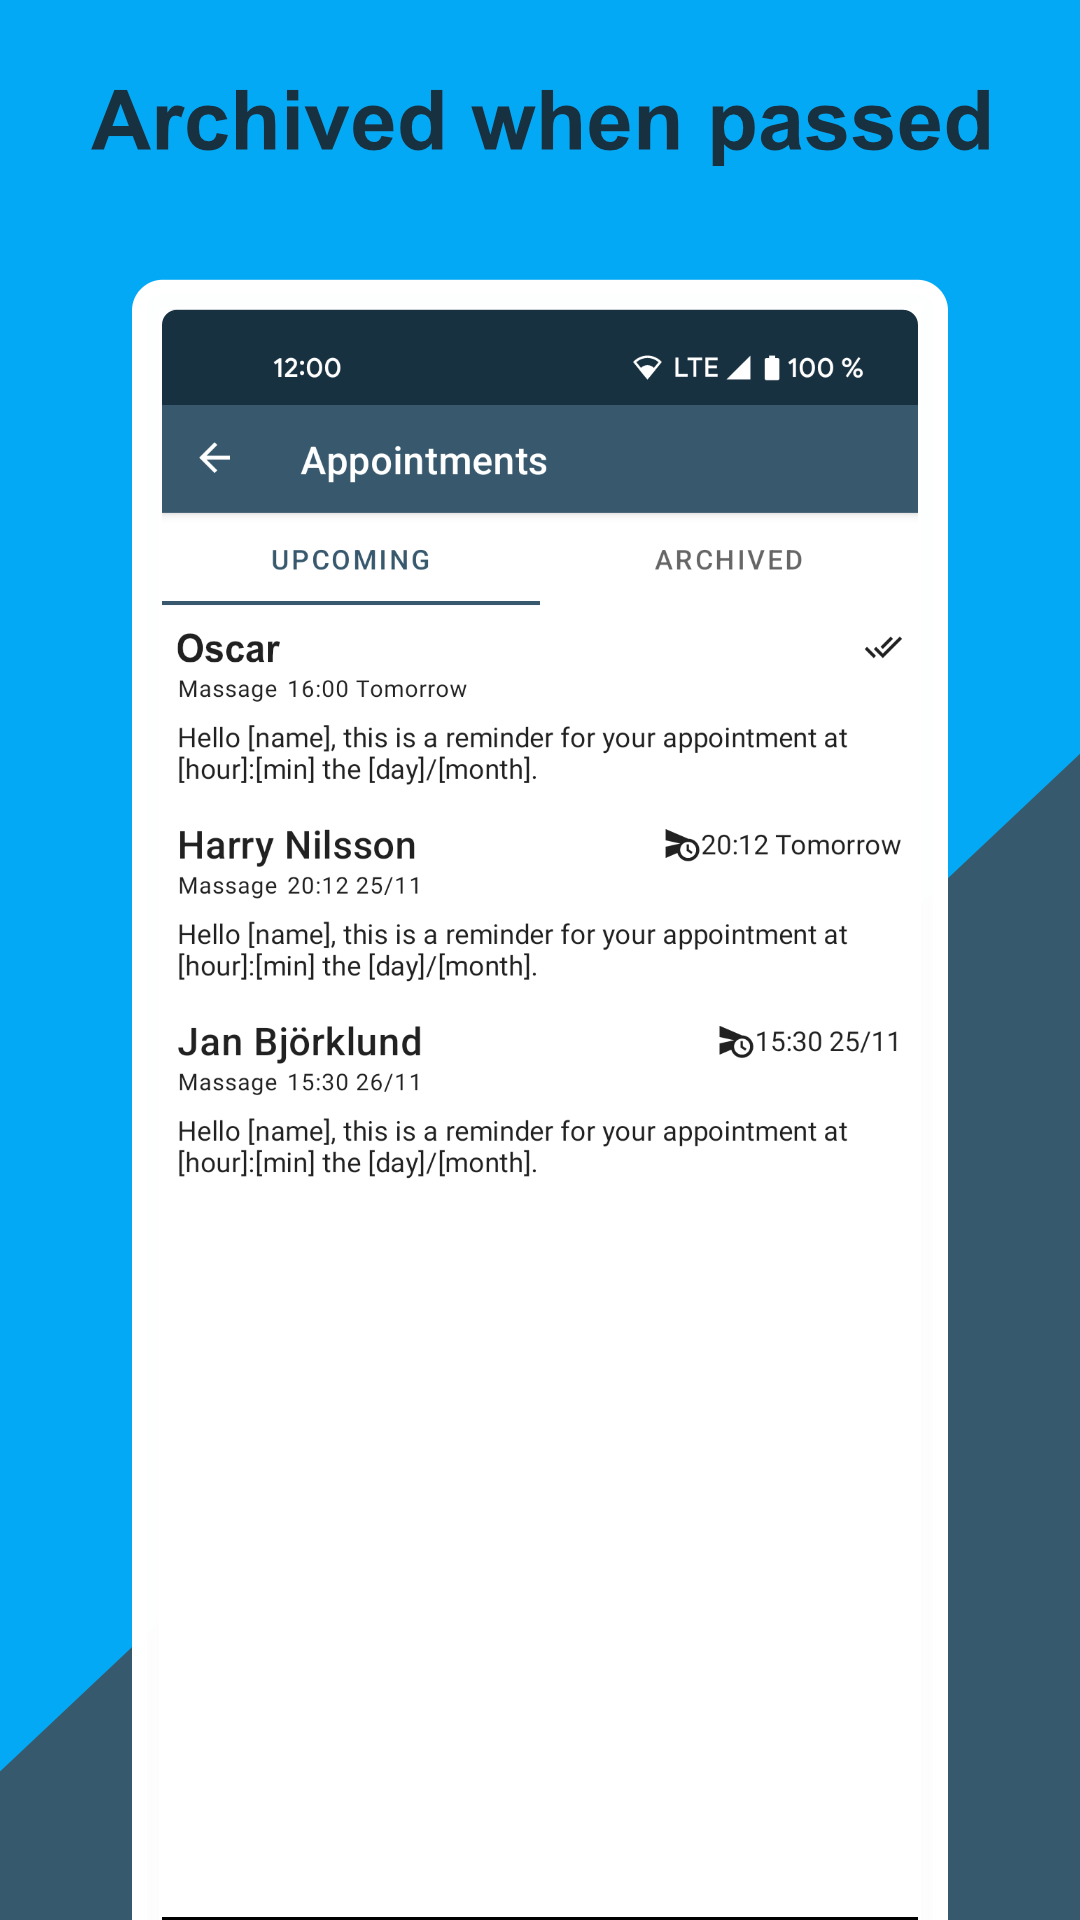 Archived when passed
12:00 LTE 100 %
Appointments
UPCOMING ARCHIVED
Oscar
Massage 16:00 Tomorrow
Hello [name], this is a reminder for your appointment at
[hour]:[min] the [day]/[month].
Harry Nilsson 20:12 Tomorrow
Massage 20:12 25/11
Hello [name], this is a reminder for your appointment at
[hour]:[min] the [day]/[month].
Jan Björklund 15:30 25/11
Massage 15:30 26/11
Hello [name], this is a reminder for your appointment at
[hour]:[min] the [day]/[month].